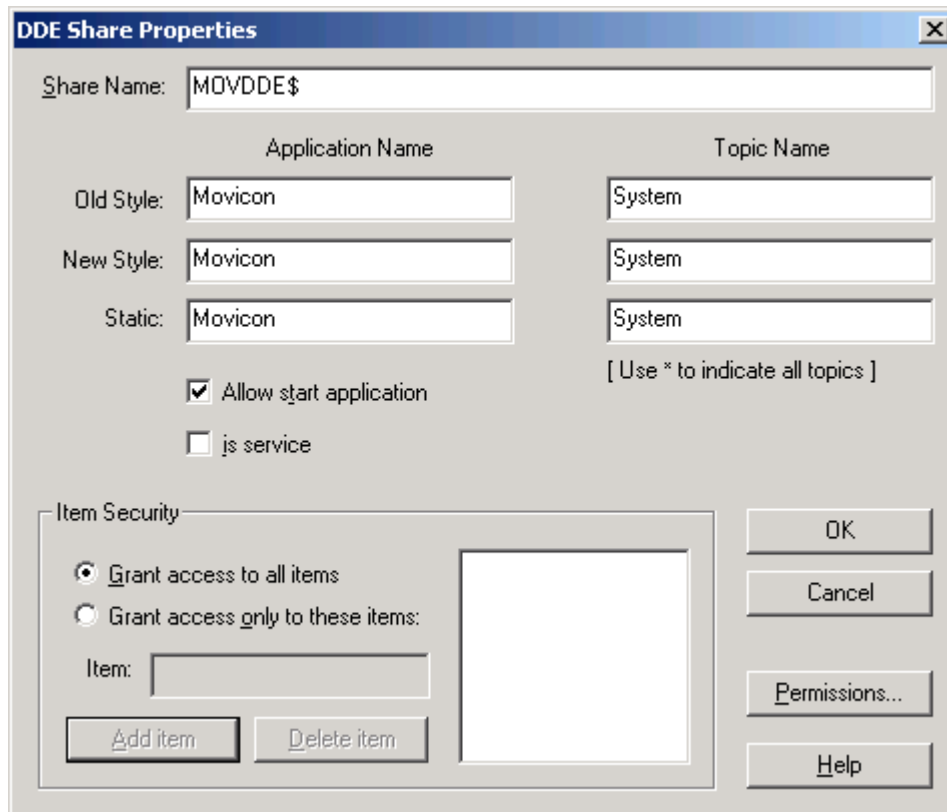 DDE Share Properties
Share Name: MOVDDE$
Application Name Topic Name
Old Style: Movicon System
New Style: Movicon System
Static: Movicon System
[ Use * to indicate all topics ]
Allow start application
is service
Item Security
Grant access to all items
Grant access only to these items:
Item:
Add item Delete item
OK
Cancel
Permissions...
Help